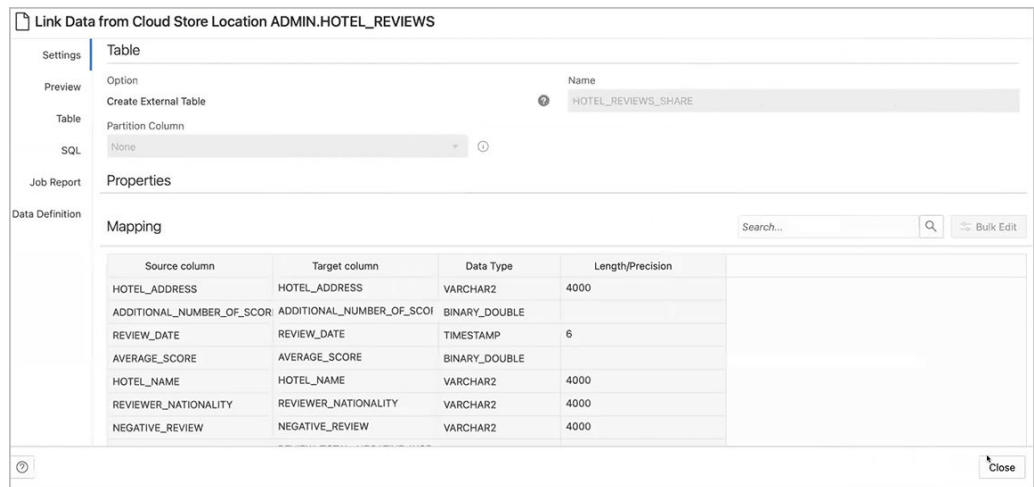 Link Data from Cloud Store Location ADMIN.HOTEL_REVIEWS
Settings
Preview
Table
SQL
Job Report
Data Definition
Table
Option
Name
Create External Table
HOTEL_REVIEWS_SHARE
Partition Column
None
Properties
Mapping
Search...
Bulk Edit
Source column Target column Data Type Length/Precision
HOTEL_ADDRESS HOTEL_ADDRESS VARCHAR2 4000
ADDITIONAL_NUMBER_OF_SCOR ADDITIONAL_NUMBER_OF_SCOF BINARY_DOUBLE
REVIEW_DATE REVIEW_DATE TIMESTAMP 6
AVERAGE_SCORE AVERAGE_SCORE BINARY_DOUBLE
HOTEL_NAME HOTEL_NAME VARCHAR2 4000
REVIEWER_NATIONALITY REVIEWER_NATIONALITY VARCHAR2 4000
NEGATIVE_REVIEW NEGATIVE_REVIEW VARCHAR2 4000
Close